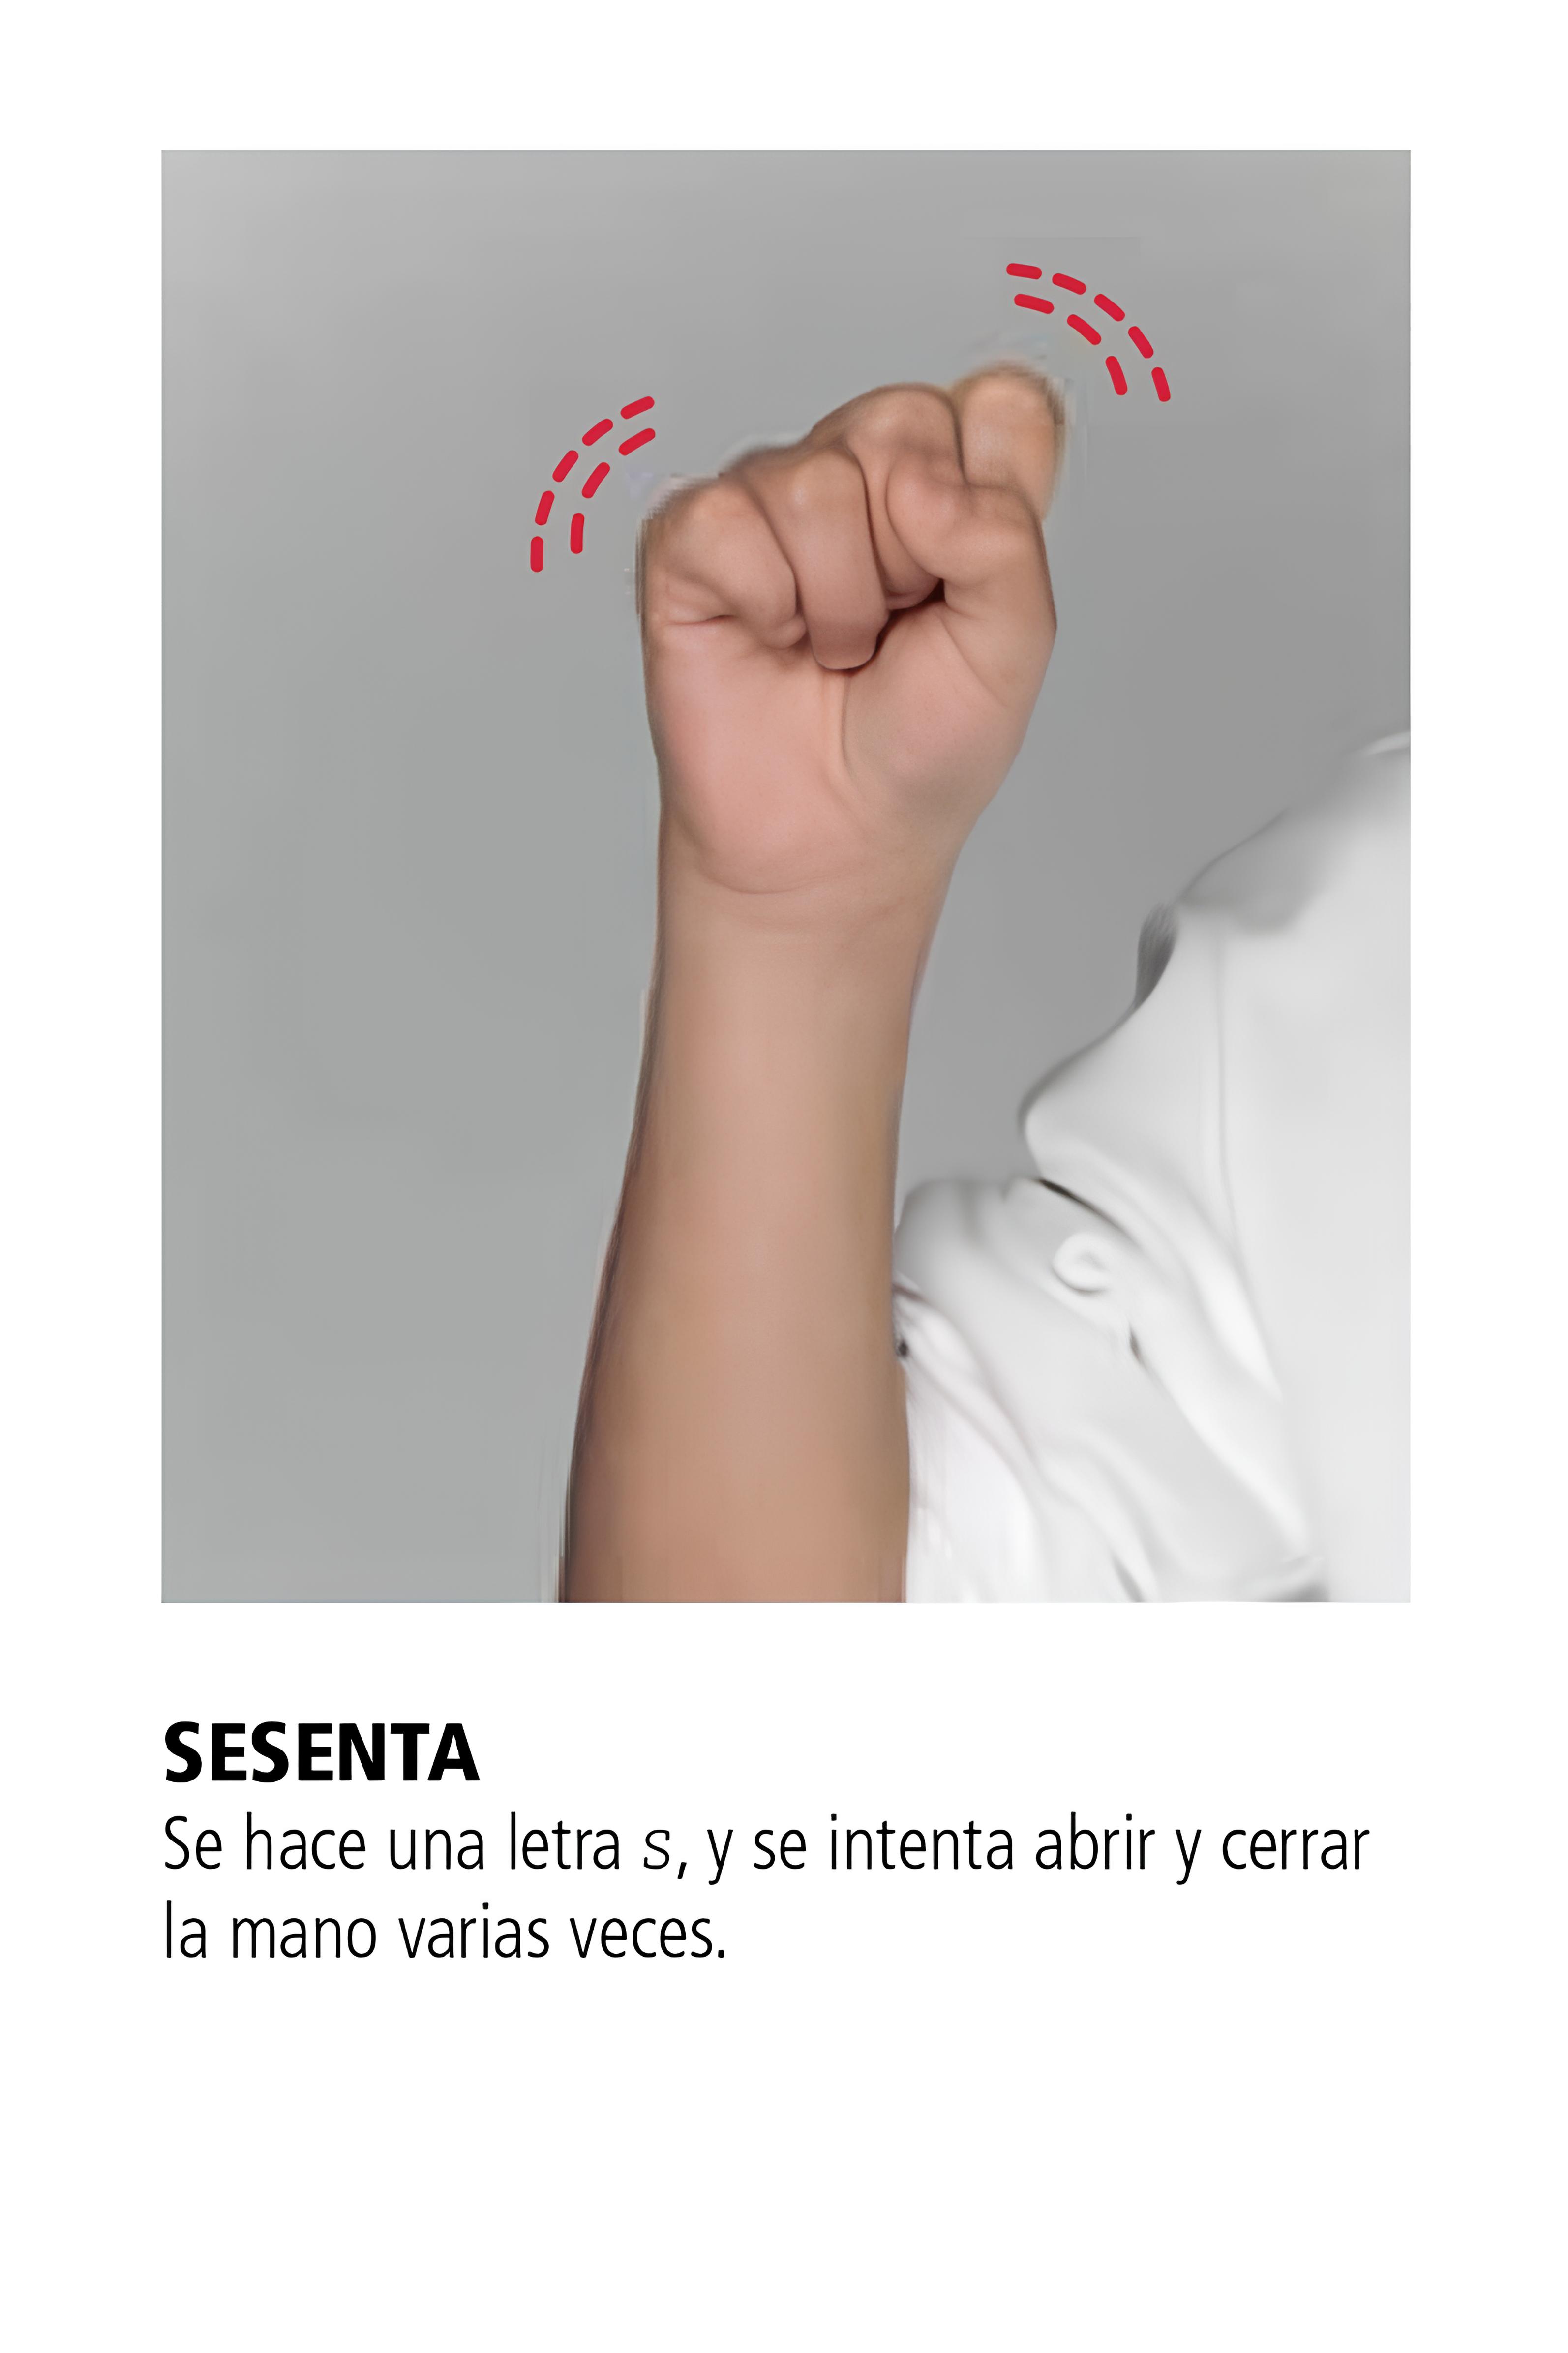 SESENTA
Se hace una letra s, y se intenta abrir y cerrar
la mano varias veces.